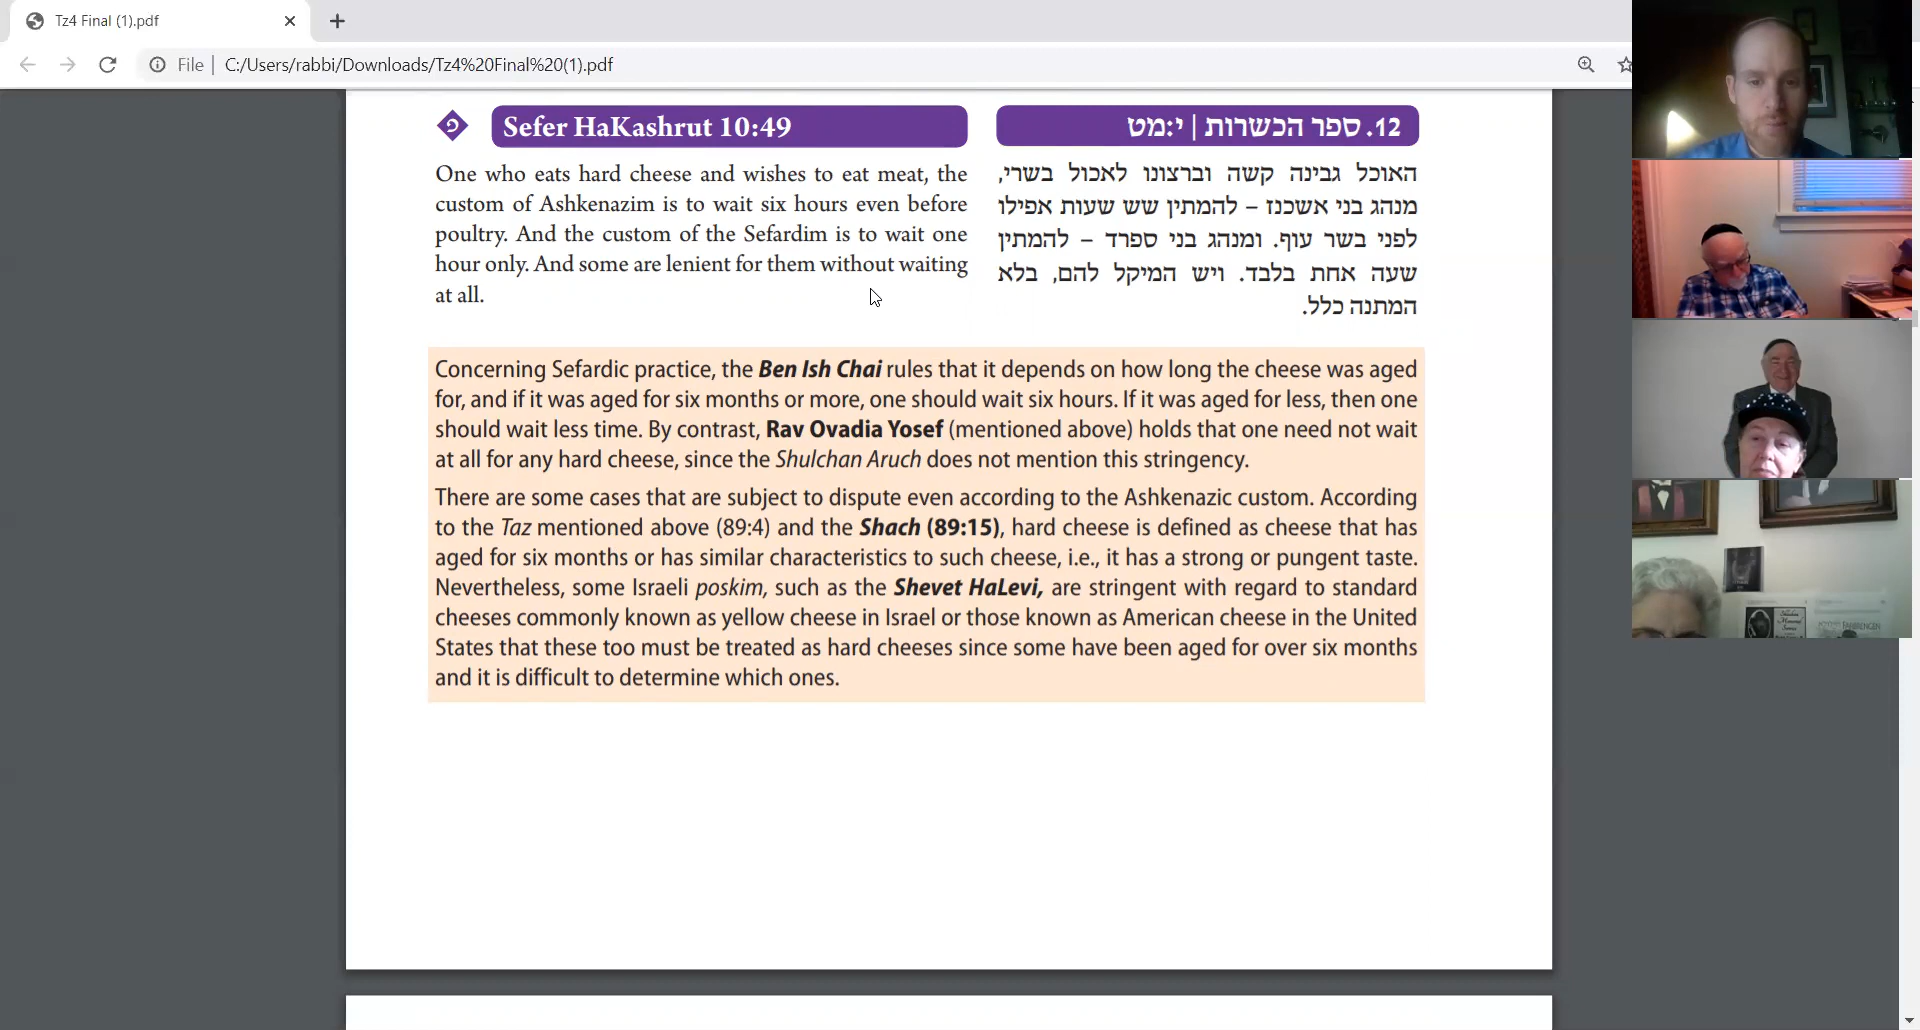 Tz4 Final (1).pdf
File
C:/Users/rabbi/Downloads/Tz4%20Final%20(1).pdf
Sefer HaKashrut 10:49
One who eats hard cheese and wishes to eat meat, the
custom of Ashkenazim is to wait six hours even before
poultry. And the custom of the Sefardim is to wait one
hour only. And some are lenient for them without waiting
at all.
12. ספר הכשרות | י:מט
האוכל גבינה קשה וברצונו לאכול בשרי,
מנהג בני אשכנז – להמתין שש שעות אפילו
לפני בשר עוף. ומנהג בני ספרד – להמתין
שעה אחת בלבד. ויש המיקל להם, בלא
המתנה כלל.
Concerning Sefardic practice, the Ben Ish Chai rules that it depends on how long the cheese was aged
for, and if it was aged for six months or more, one should wait six hours. If it was aged for less, then one
should wait less time. By contrast, Rav Ovadia Yosef (mentioned above) holds that one need not wait
at all for any hard cheese, since the Shulchan Aruch does not mention this stringency.
There are some cases that are subject to dispute even according to the Ashkenazic custom. According
to the Taz mentioned above (89:4) and the Shach (89:15), hard cheese is defined as cheese that has
aged for six months or has similar characteristics to such cheese, i.e., it has a strong or pungent taste.
Nevertheless, some Israeli poskim, such as the Shevet HaLevi, are stringent with regard to standard
cheeses commonly known as yellow cheese in Israel or those known as American cheese in the United
States that these too must be treated as hard cheeses since some have been aged for over six months
and it is difficult to determine which ones.